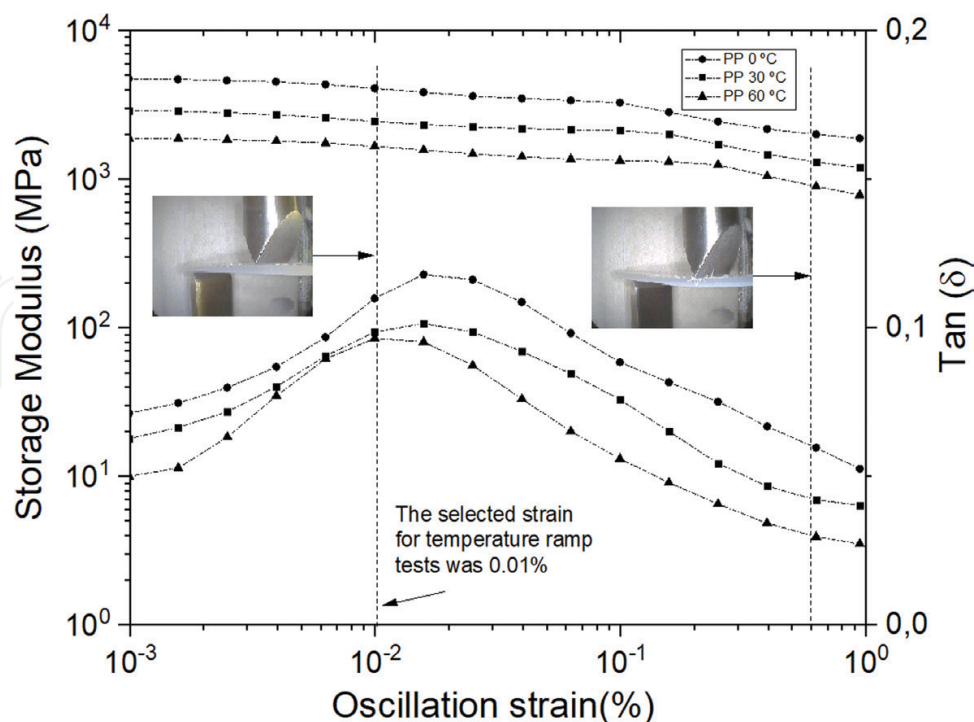 10⁴
10³
10²
10¹
10⁰
Storage Modulus (MPa)
PP 0 ºC
PP 30 ºC
PP 60 ºC
0,2
0,1
0,0
Tan (δ)
The selected strain
for temperature ramp
tests was 0.01%
10⁻³
10⁻²
10⁻¹
10⁰
Oscillation strain(%)